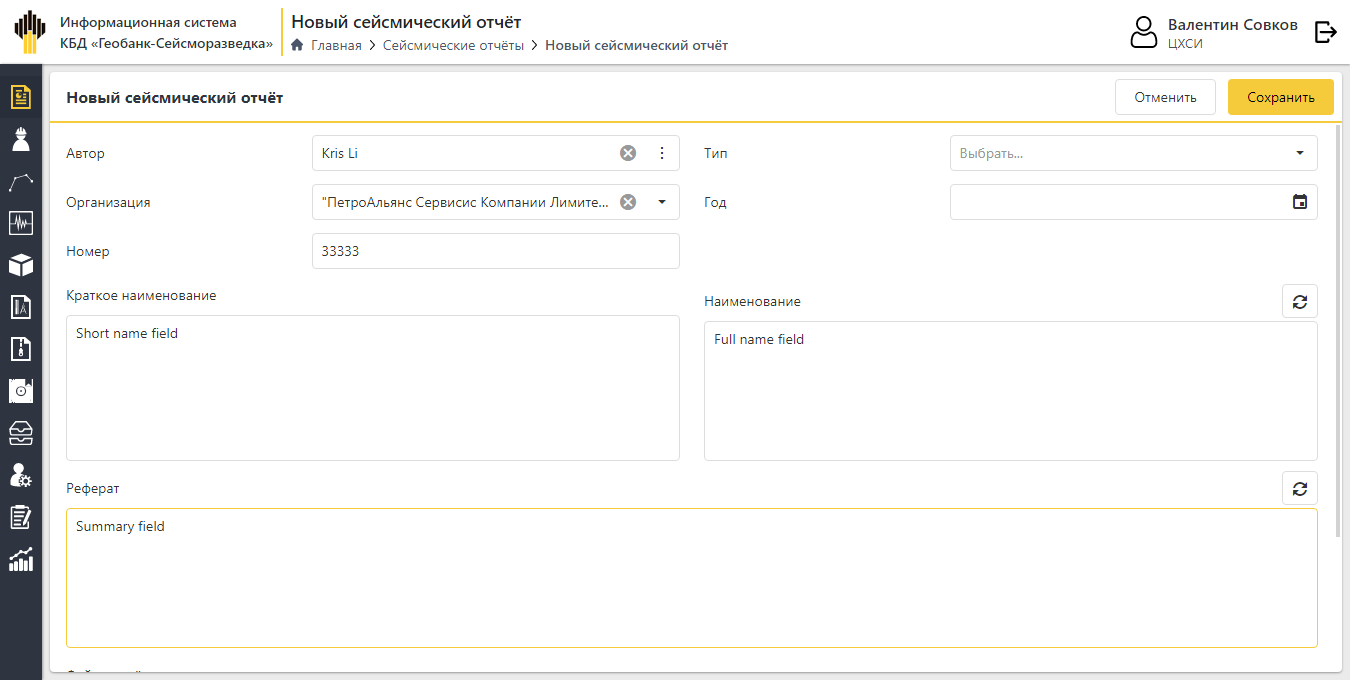 Информационная система
КБД «Геобанк-Сейсморазведка»
Новый сейсмический отчёт
Главная > Сейсмические отчёты > Новый сейсмический отчёт
Валентин Совков
ЦХСИ
Новый сейсмический отчёт
Отменить
Сохранить
Автор
Kris Li
Тип
Выбрать...
Организация
"ПетроАльянс Сервисис Компании Лимите...
Год
Номер
33333
Краткое наименование
Short name field
Наименование
Full name field
Реферат
Summary field